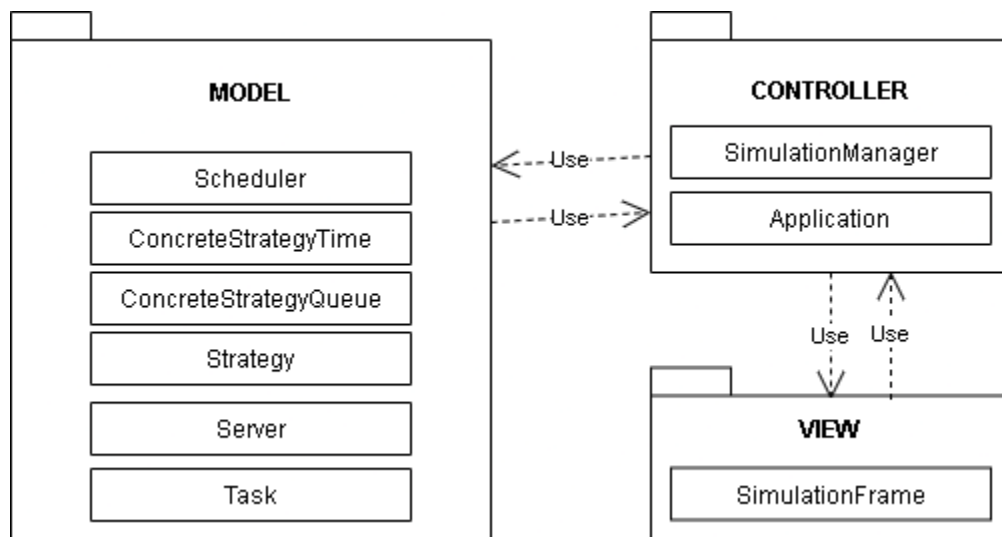 MODEL
Scheduler
ConcreteStrategyTime
ConcreteStrategyQueue
Strategy
Server
Task
Use
Use
CONTROLLER
SimulationManager
Application
Use
Use
VIEW
SimulationFrame